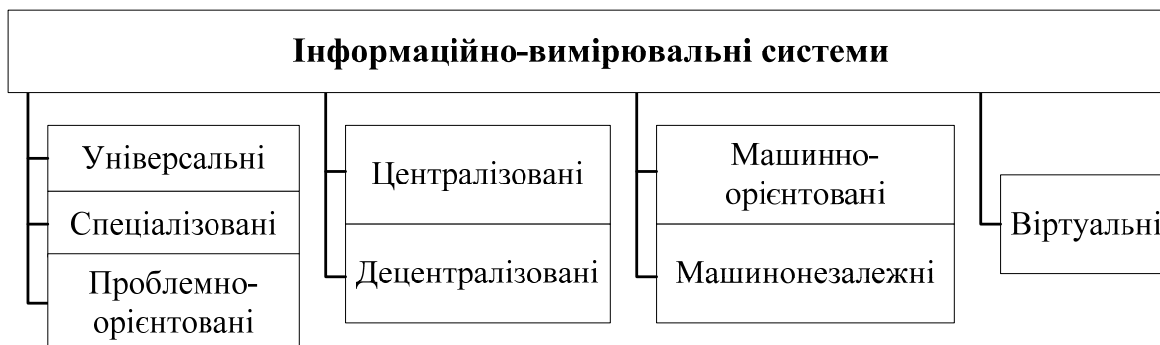 Інформаційно-вимірювальні системи
Універсальні
Спеціалізовані
Проблемно-
орієнтовані
Централізовані
Децентралізовані
Машинно-
орієнтовані
Машинонезалежні
Віртуальні